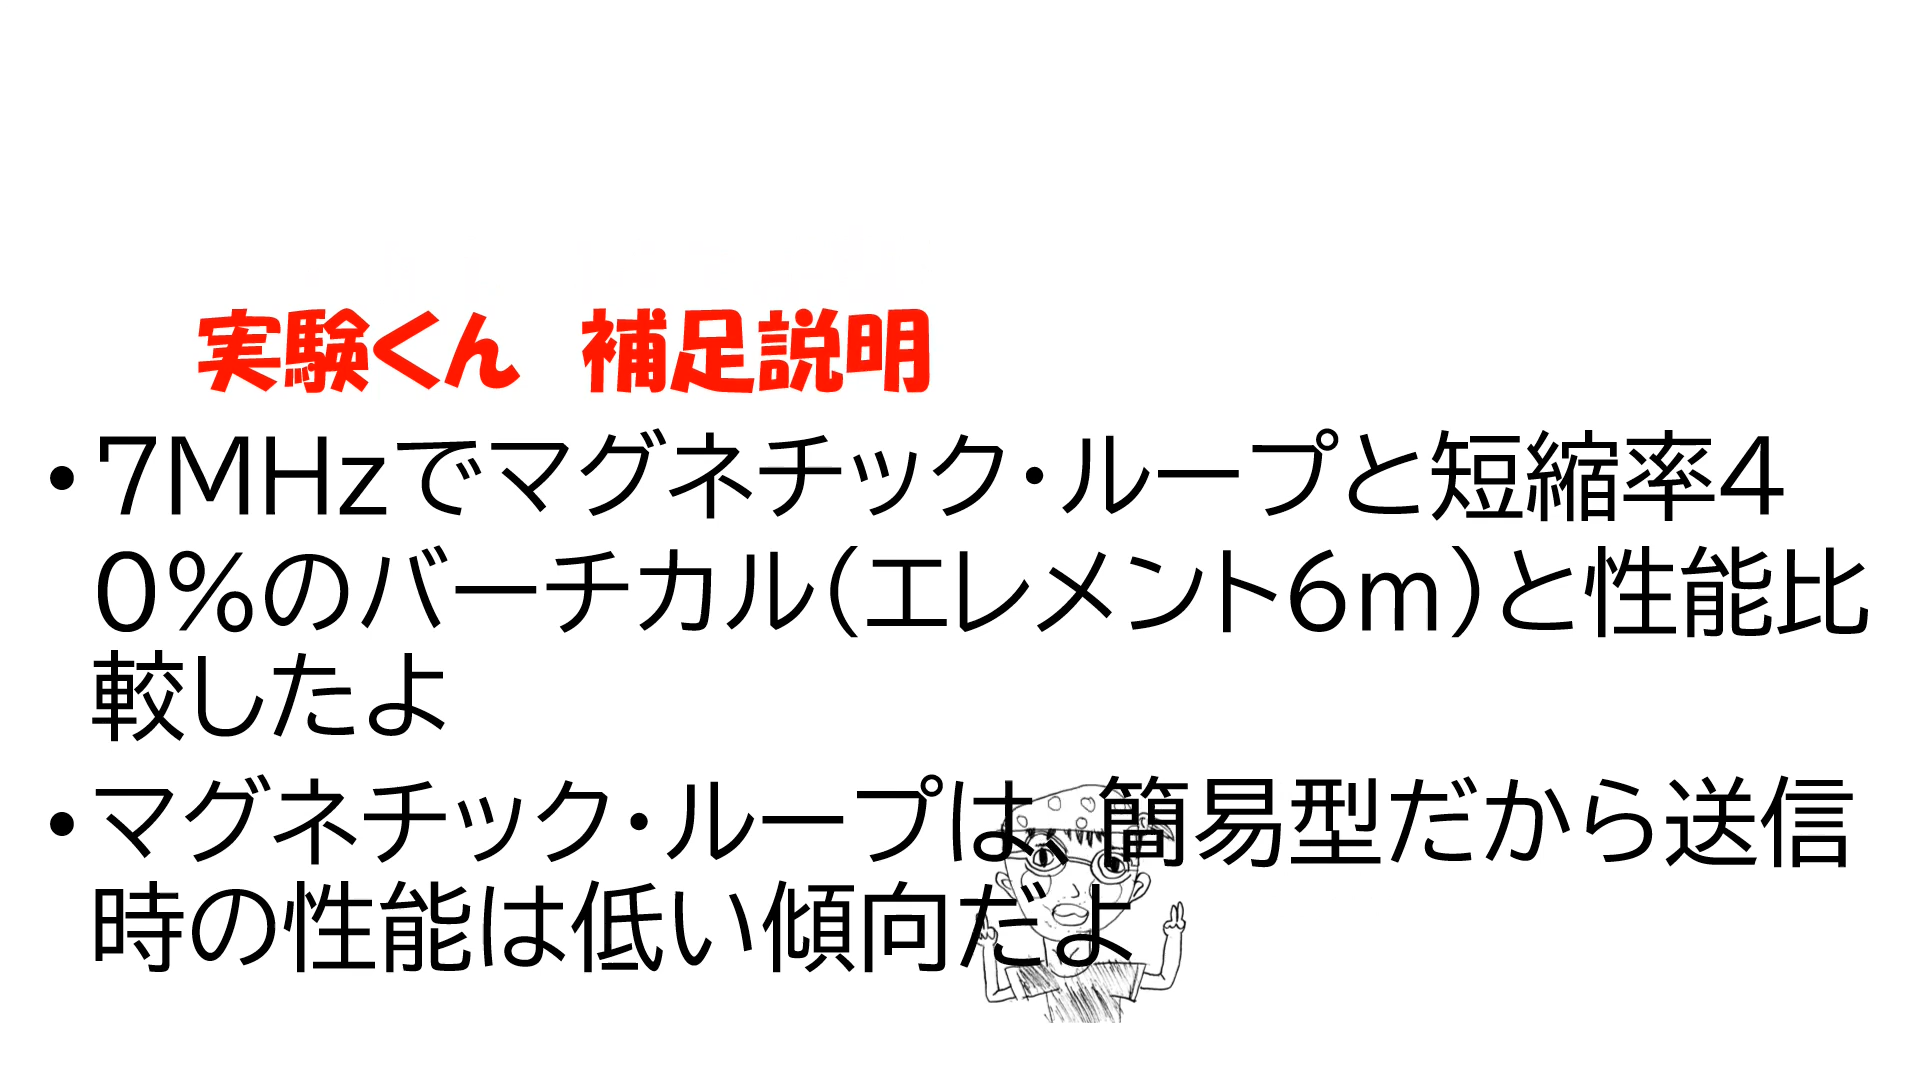 実験くん　補足説明
•７MHzでマグネチック・ループと短縮率４
０％のバーチカル（エレメント６ｍ）と性能比
較したよ
•マグネチック・ループは、簡易型だから送信
時の性能は低い傾向だよ